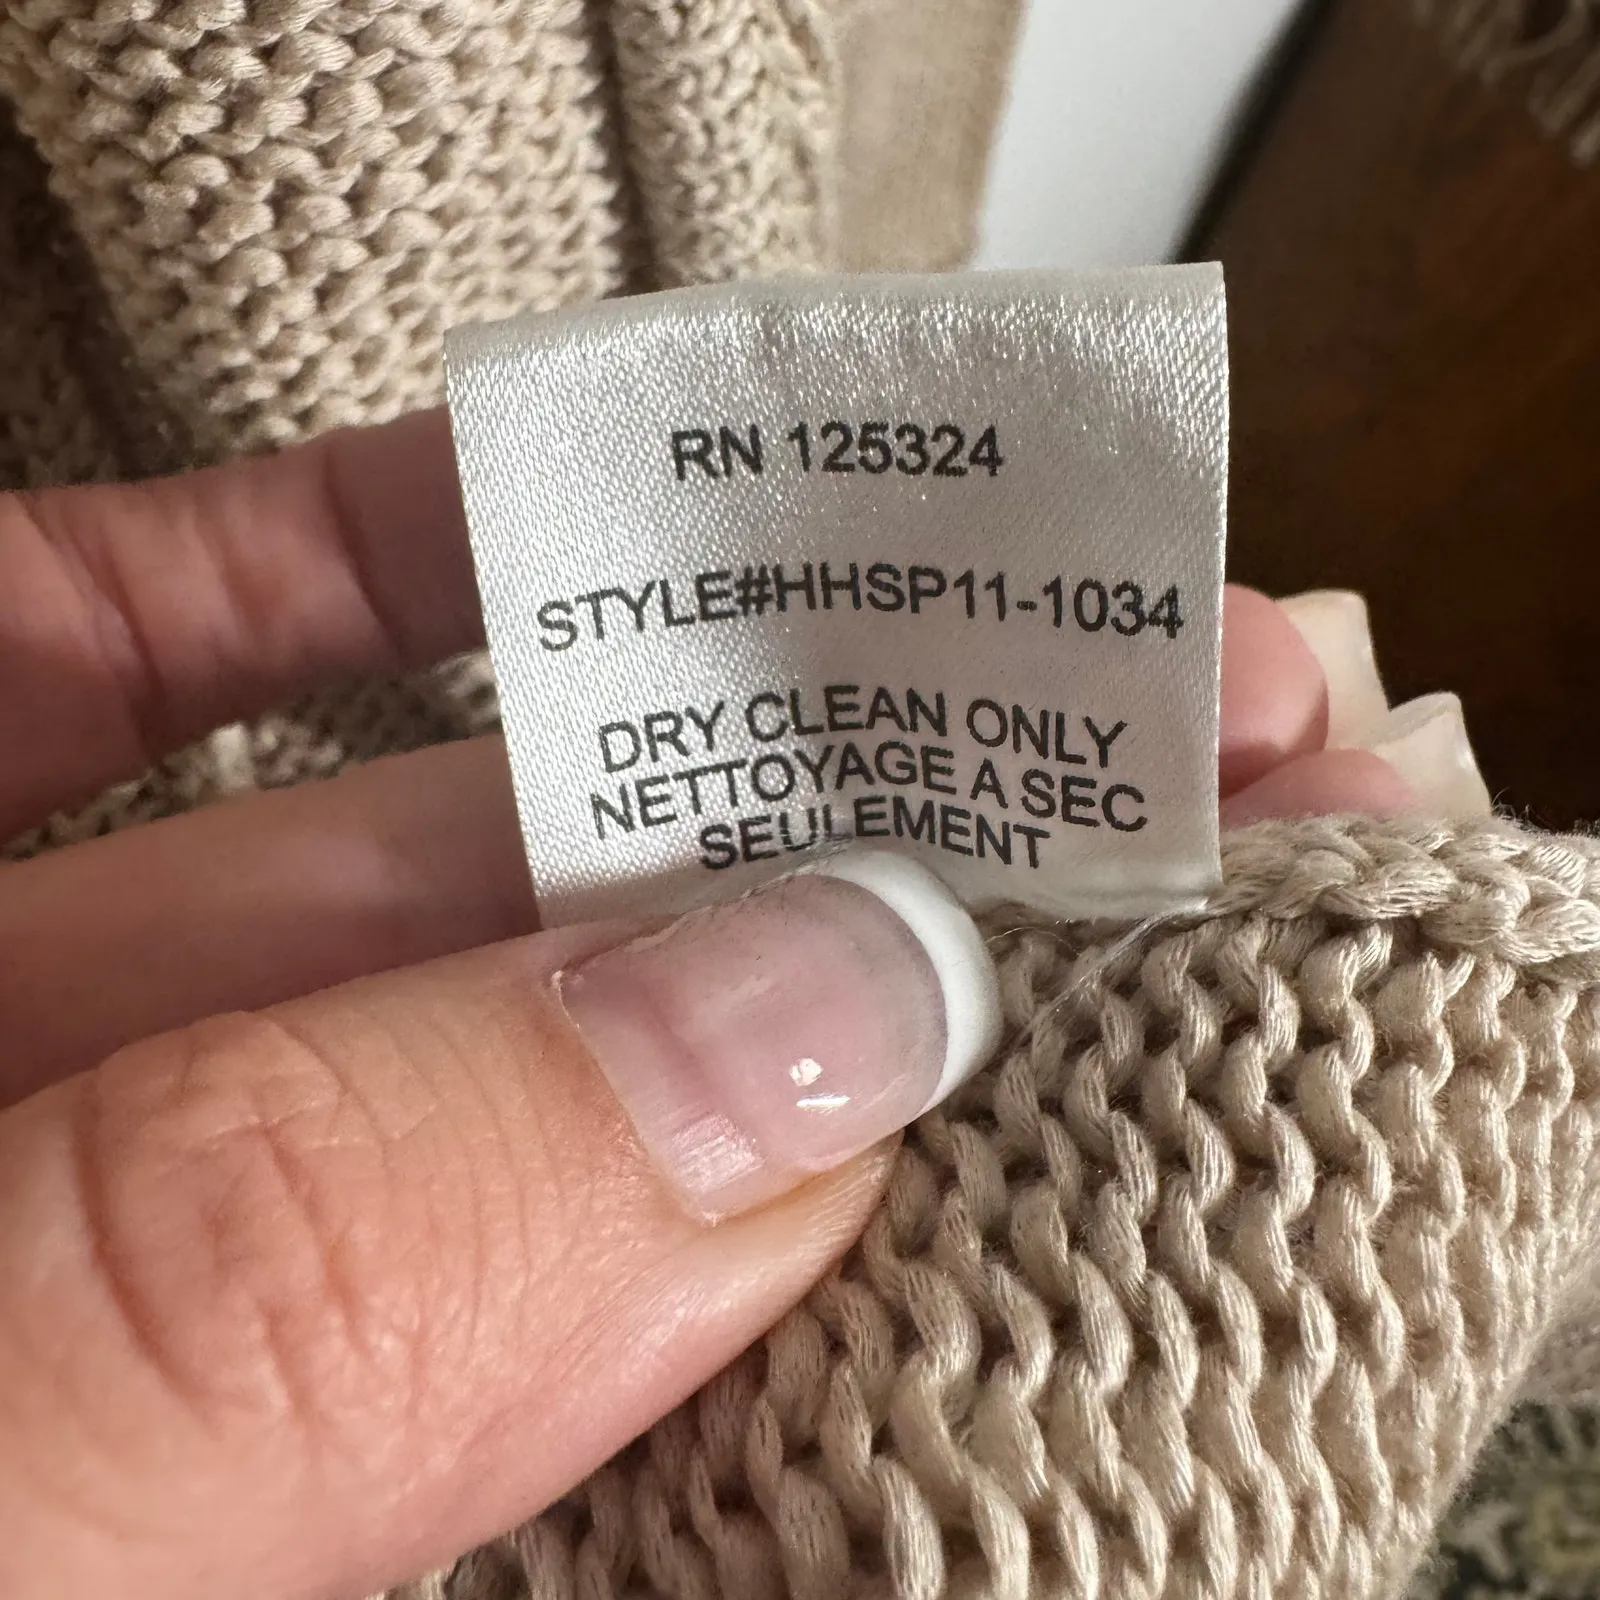 RN 125324
STYLE#HHSP11-1034
DRY CLEAN ONLY
NETTOYAGE A SEC
SEULEMENT